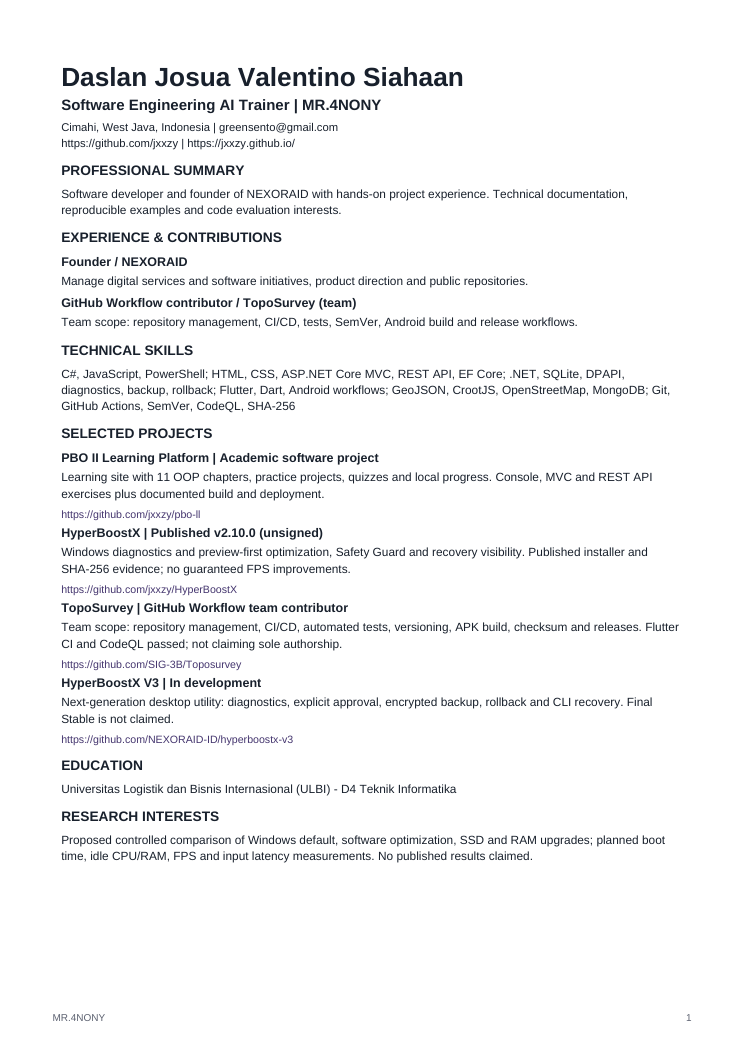 Daslan Josua Valentino Siahaan
Software Engineering AI Trainer | MR.4NONY
Cimahi, West Java, Indonesia | greensento@gmail.com
https://github.com/jxxzy | https://jxxzy.github.io/
PROFESSIONAL SUMMARY
Software developer and founder of NEXORAID with hands-on project experience. Technical documentation,
reproducible examples and code evaluation interests.
EXPERIENCE & CONTRIBUTIONS
Founder / NEXORAID
Manage digital services and software initiatives, product direction and public repositories.
GitHub Workflow contributor / TopoSurvey (team)
Team scope: repository management, CI/CD, tests, SemVer, Android build and release workflows.
TECHNICAL SKILLS
C#, JavaScript, PowerShell; HTML, CSS, ASP.NET Core MVC, REST API, EF Core; .NET, SQLite, DPAPI,
diagnostics, backup, rollback; Flutter, Dart, Android workflows; GeoJSON, CrootJS, OpenStreetMap, MongoDB; Git,
GitHub Actions, SemVer, CodeQL, SHA-256
SELECTED PROJECTS
PBO II Learning Platform | Academic software project
Learning site with 11 OOP chapters, practice projects, quizzes and local progress. Console, MVC and REST API
exercises plus documented build and deployment.
https://github.com/jxxzy/pbo-ll
HyperBoostX | Published v2.10.0 (unsigned)
Windows diagnostics and preview-first optimization, Safety Guard and recovery visibility. Published installer and
SHA-256 evidence; no guaranteed FPS improvements.
https://github.com/jxxzy/HyperBoostX
TopoSurvey | GitHub Workflow team contributor
Team scope: repository management, CI/CD, automated tests, versioning, APK build, checksum and releases. Flutter
CI and CodeQL passed; not claiming sole authorship.
https://github.com/SIG-3B/Toposurvey
HyperBoostX V3 | In development
Next-generation desktop utility: diagnostics, explicit approval, encrypted backup, rollback and CLI recovery. Final
Stable is not claimed.
https://github.com/NEXORAID-ID/hyperboostx-v3
EDUCATION
Universitas Logistik dan Bisnis Internasional (ULBI) - D4 Teknik Informatika
RESEARCH INTERESTS
Proposed controlled comparison of Windows default, software optimization, SSD and RAM upgrades; planned boot
time, idle CPU/RAM, FPS and input latency measurements. No published results claimed.
MR.4NONY
1